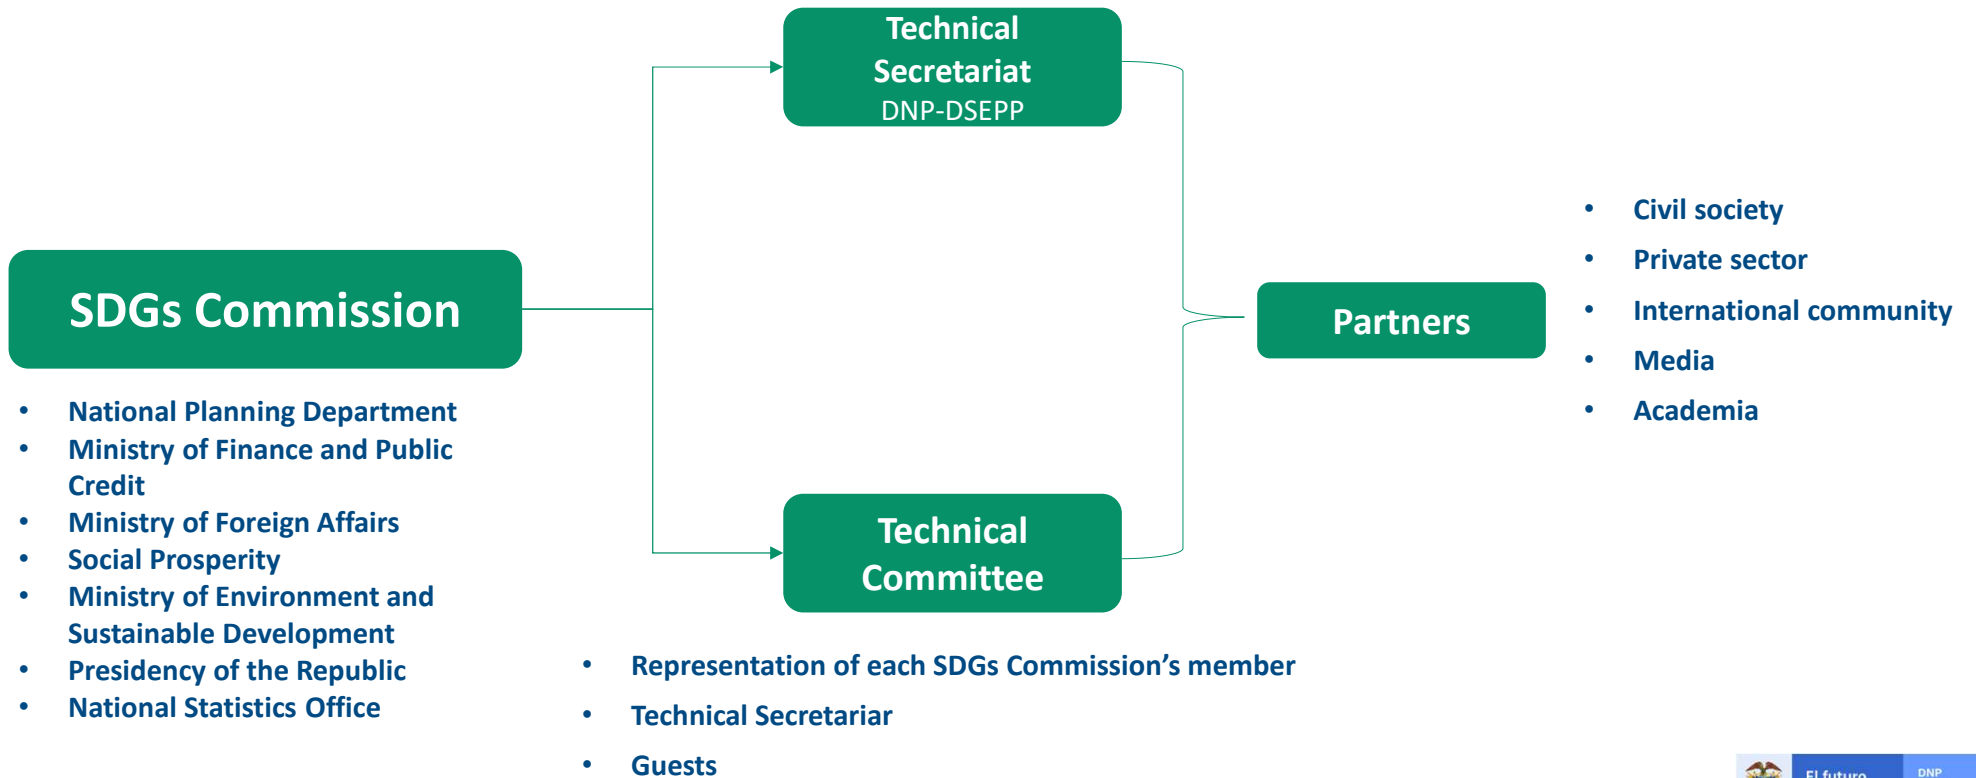 Technical
Secretariat
DNP-DSEPP
SDGs Commission
• National Planning Department
• Ministry of Finance and Public
Credit
• Ministry of Foreign Affairs
• Social Prosperity
• Ministry of Environment and
Sustainable Development
• Presidency of the Republic
• National Statistics Office
Technical
Committee
• Representation of each SDGs Commission’s member
• Technical Secretariar
• Guests
Partners
• Civil society
• Private sector
• International community
• Media
• Academia
El futuro
DNP